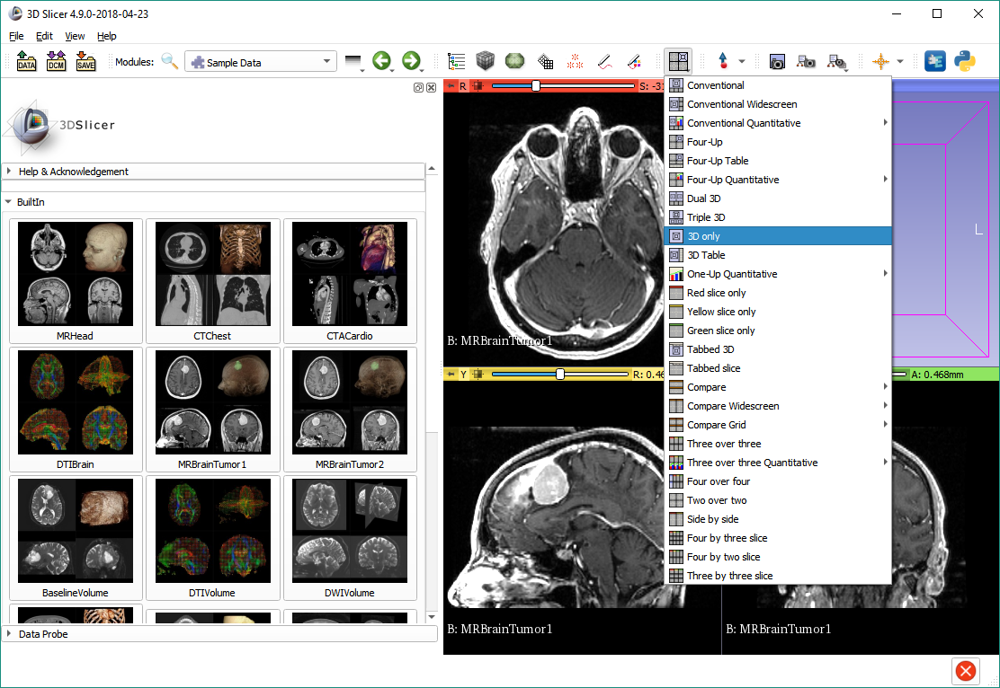 3D Slicer 4.9.0-2018-04-23
File Edit View Help
DATA DCM SAVE Modules: Sample Data
R S: -31
3DSlicer
Help & Acknowledgement
BuiltIn
MRHead CTChest CTACardio
DTIBrain MRBrainTumor1 MRBrainTumor2
BaselineVolume DTIVolume DWIVolume
Data Probe
B: MRBrainTumor1
Y R: 0.46
Conventional
Conventional Widescreen
Conventional Quantitative
Four-Up
Four-Up Table
Four-Up Quantitative
Dual 3D
Triple 3D
3D only
3D Table
One-Up Quantitative
Red slice only
Yellow slice only
Green slice only
Tabbed 3D
Tabbed slice
Compare
Compare Widescreen
Compare Grid
Three over three
Three over three Quantitative
Four over four
Two over two
Side by side
Four by three slice
Four by two slice
Three by three slice
L
A: 0.468mm
B: MRBrainTumor1
B: MRBrainTumor1